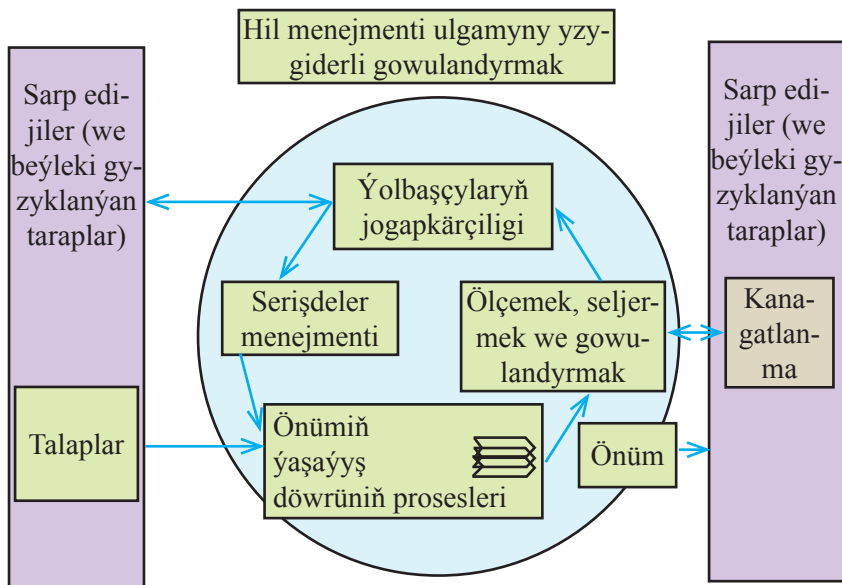 Hil menejmenti ulgamyny yzy-
giderli gowulandyrmak
Sarp edi-
jiler (we
beýleki gy-
zyklanýan
taraplar)
Talaplar
Ýolbaşçylaryň
jogapkärçiligi
Serişdeler
menejmenti
Ölçemek, seljer-
mek we gowu-
landyrmak
Önümiň
ýaşaýyş
döwrüniň prosesleri
Önüm
Sarp edi-
jiler (we
beýleki gy-
zyklanýan
taraplar)
Kana-
gatlan-
ma